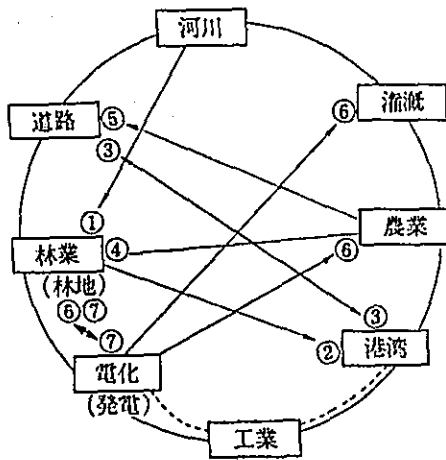 河川
道路
⑤
③
⑥
灌漑
①
農業
林業
④
⑥
(林地)
⑥⑦
③
⑦
②
港湾
電化
(発電)
工業